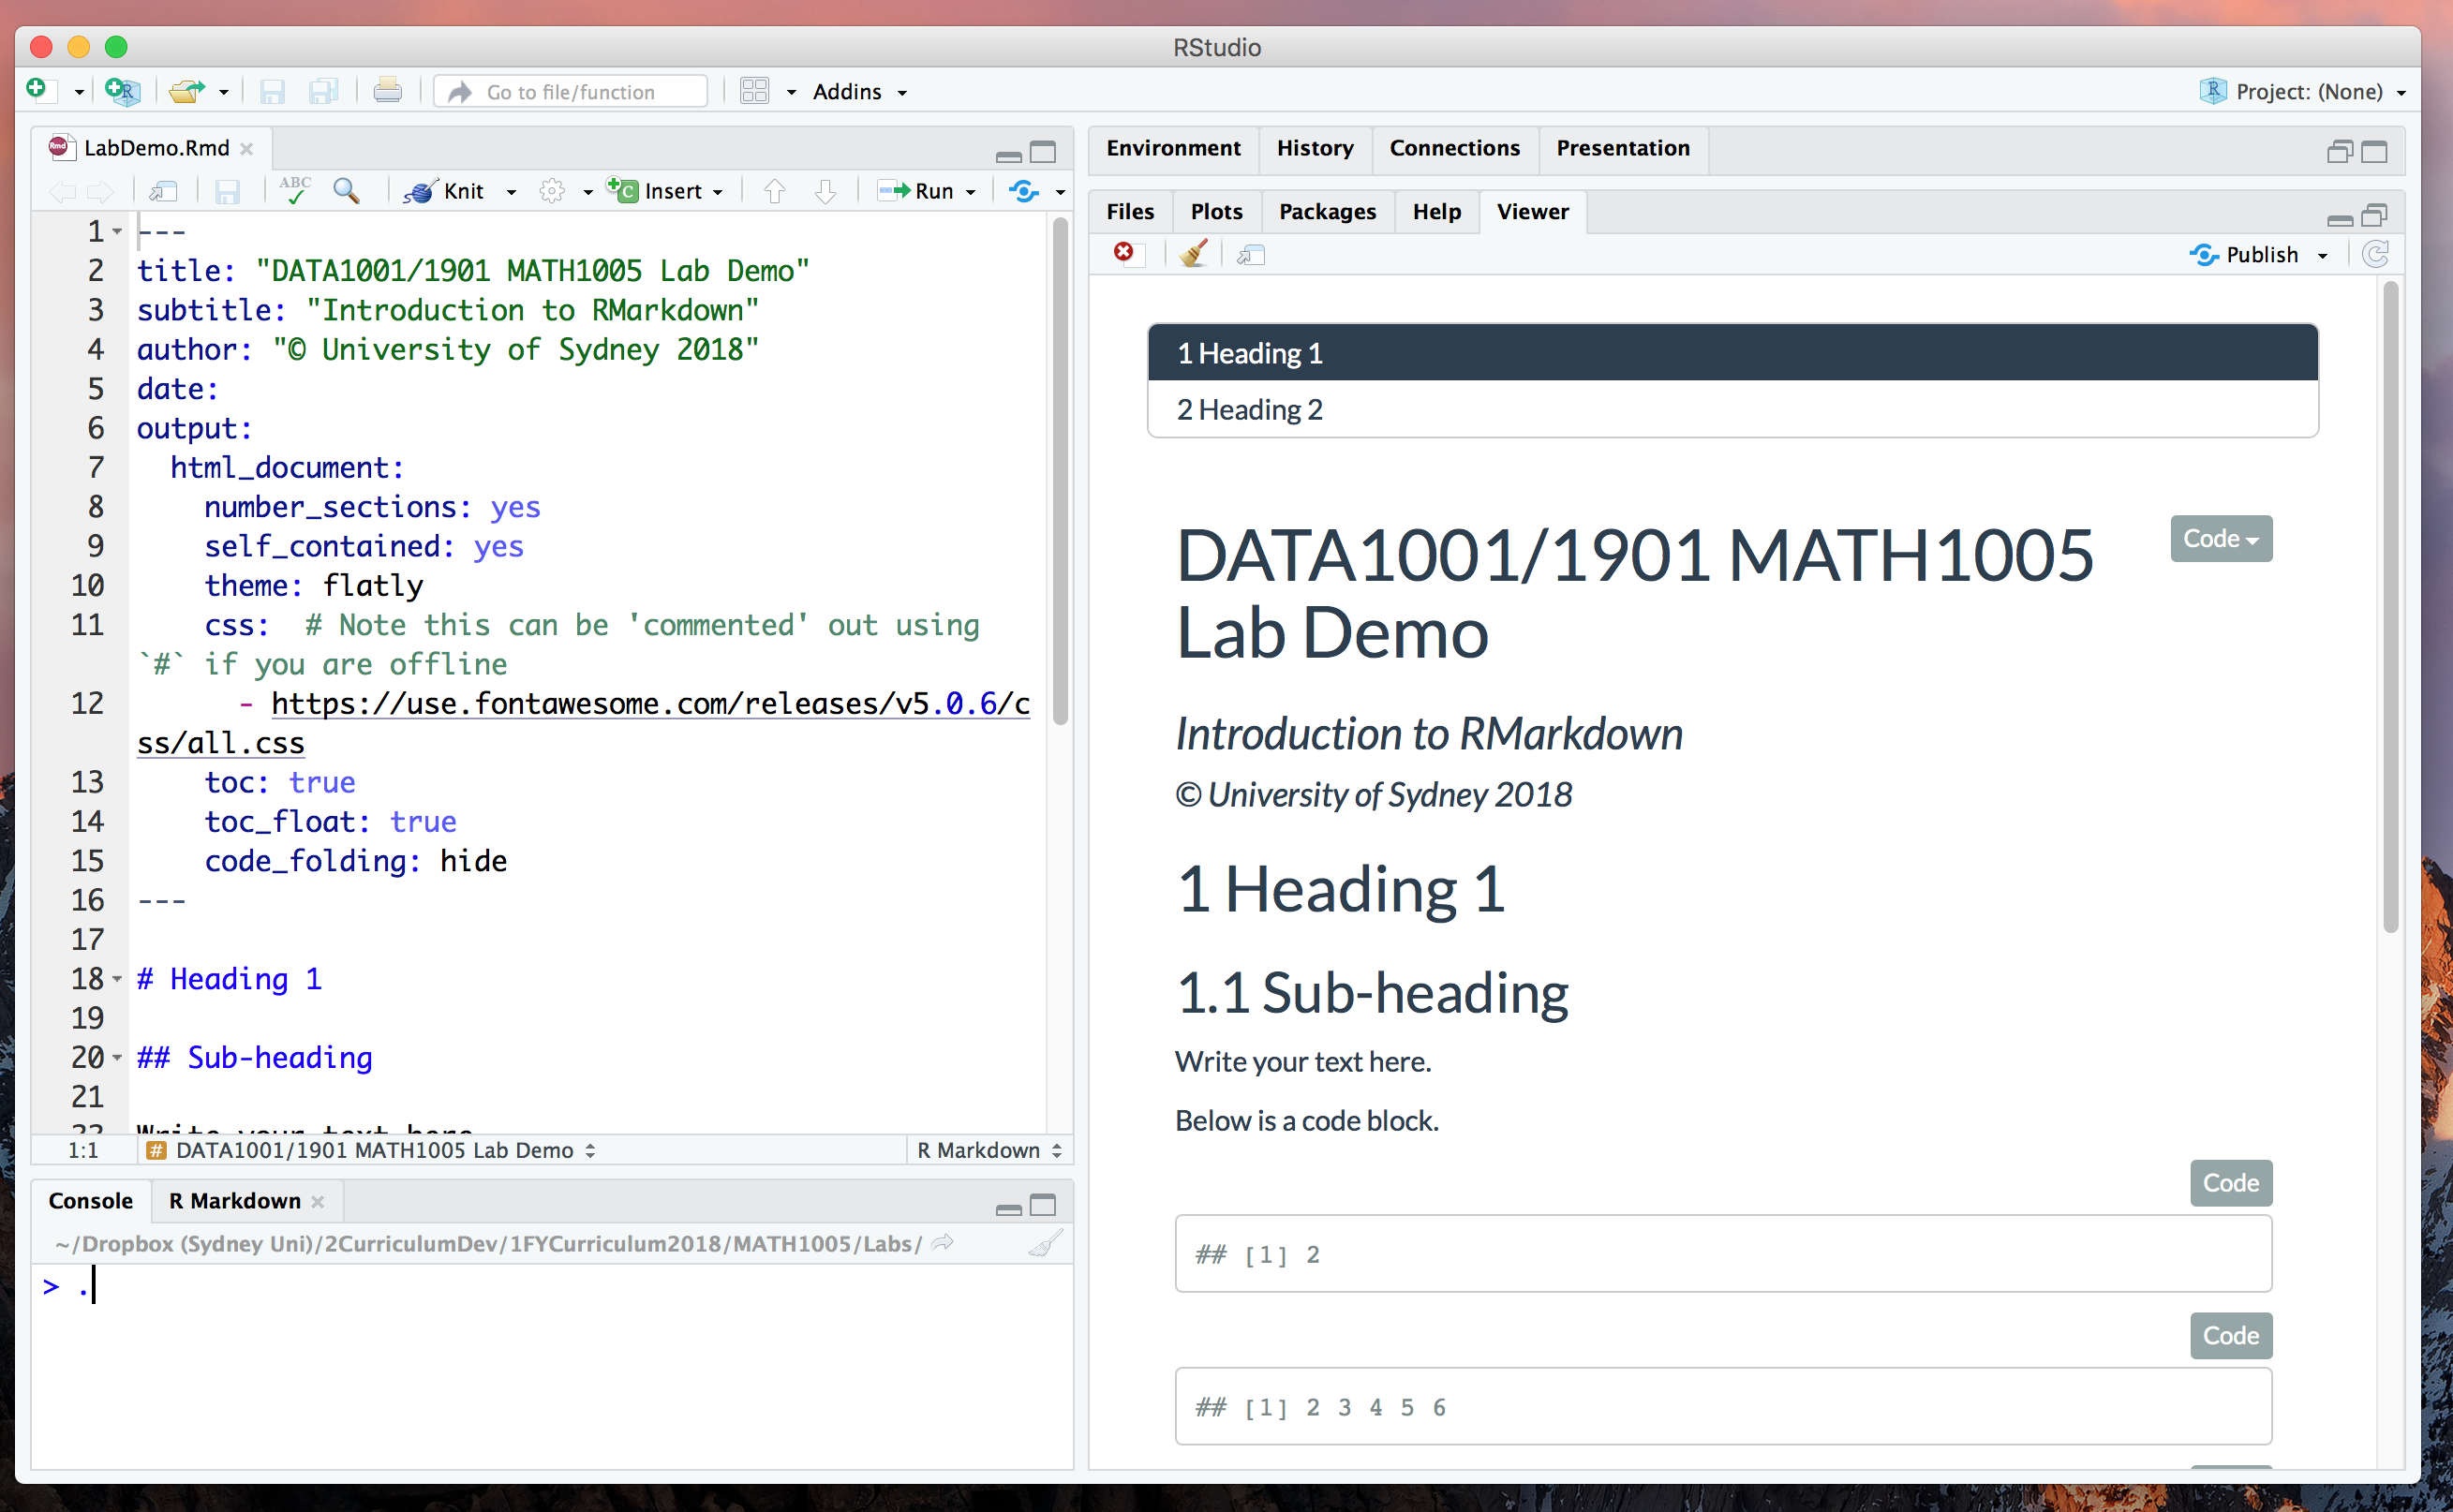 RStudio
Go to file/function
Addins
Project: (None)
LabDemo.Rmd
ABC
Knit
Insert
Run
1 ---
2 title: "DATA1001/1901 MATH1005 Lab Demo"
3 subtitle: "Introduction to RMarkdown"
4 author: "© University of Sydney 2018"
5 date:
6 output:
7 html_document:
8 number_sections: yes
9 self_contained: yes
10 theme: flatly
11 css:  # Note this can be 'commented' out using
`#` if you are offline
12 - https://use.fontawesome.com/releases/v5.0.6/c
ss/all.css
13 toc: true
14 toc_float: true
15 code_folding: hide
16 ---
17
18 # Heading 1
19
20 ## Sub-heading
21
22 Write your text here
1:1 # DATA1001/1901 MATH1005 Lab Demo R Markdown
Console R Markdown
~/Dropbox (Sydney Uni)/2CurriculumDev/1FYCurriculum2018/MATH1005/Labs/
> .
Environment History Connections Presentation
Files Plots Packages Help Viewer
Publish
1 Heading 1
2 Heading 2
Code
DATA1001/1901 MATH1005
Lab Demo
Introduction to RMarkdown
© University of Sydney 2018
1 Heading 1
1.1 Sub-heading
Write your text here.
Below is a code block.
Code
## [1] 2
Code
## [1] 2 3 4 5 6